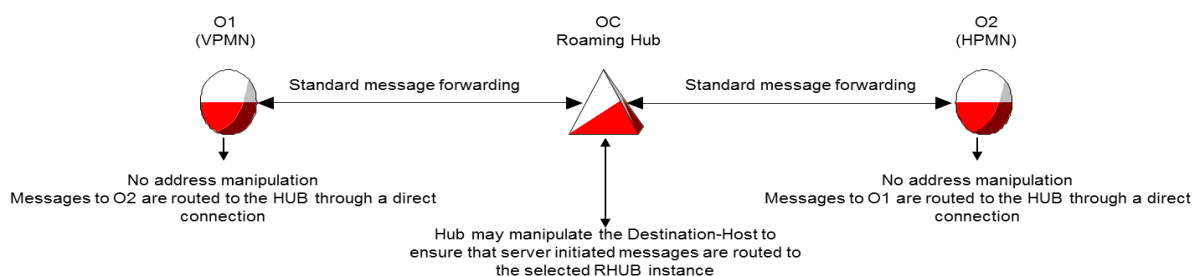 O1
(VPMN)
OC
Roaming Hub
O2
(HPMN)
Standard message forwarding
Standard message forwarding
No address manipulation
Messages to O2 are routed to the HUB through a direct
connection
No address manipulation
Messages to O1 are routed to the HUB through a direct
connection
Hub may manipulate the Destination-Host to
ensure that server initiated messages are routed to
the selected RHUB instance